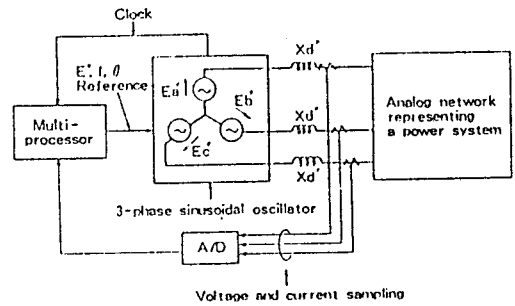 Clock
E', f, θ
Reference
Multi-
processor
Ea'
Eb'
Ec'
Xd'
Xd'
Xd'
Analog network
representing
a power system
3-phase sinusoidal oscillator
A/D
Voltage and current sampling